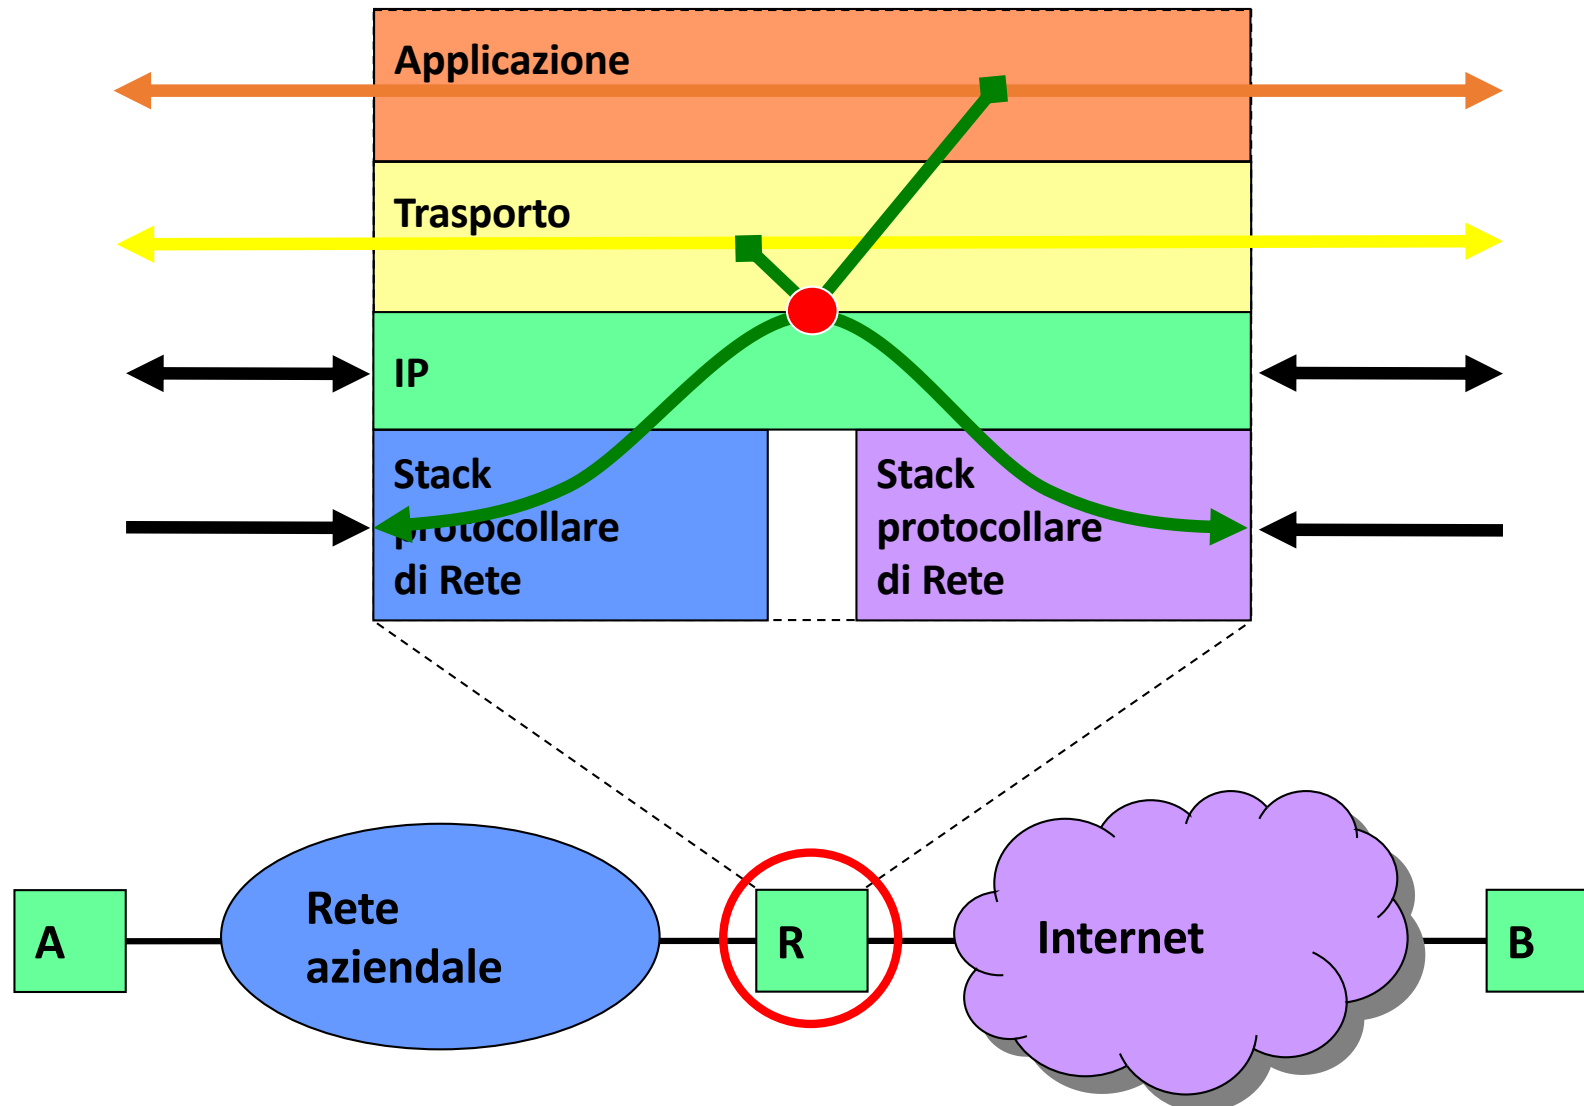 Applicazione
Trasporto
IP
Stack
protocollare
di Rete
Stack
protocollare
di Rete
A
Rete
aziendale
R
Internet
B